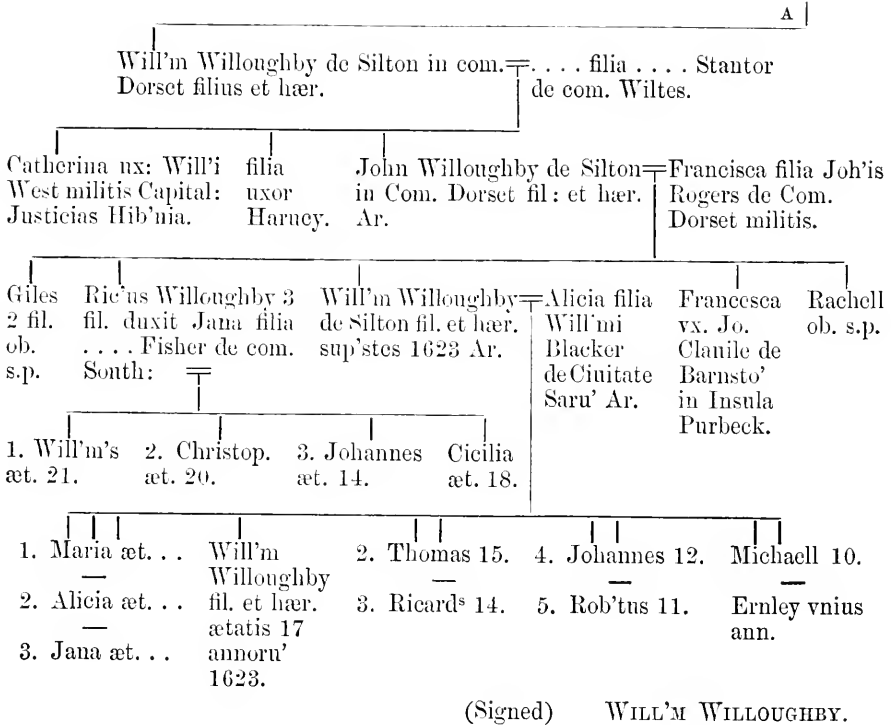 A
Will'm Willoughby de Silton in com. . . . . filia . . . . Stantor
Dorset filius et hær. de com. Wiltes.
Catherina ux: Will'i
West militis Capital:
Justicias Hib'nia.
filia
uxor
Harney.
John Willoughby de Silton
in Com. Dorset fil: et hær.
Ar.
Francisca filia Joh'is
Rogers de Com.
Dorset militis.
Giles
2 fil.
ob.
s.p.
Ric'us Willoughby 3
fil. duxit Jana filia
. . . . Fisher de com.
South:
Will'm Willoughby
de Silton fil. et hær.
sup'stes 1623 Ar.
Alicia filia
Will'mi
Blacker
de Ciuitate
Saru' Ar.
Francesca
vx. Jo.
Clauile de
Barnsto'
in Insula
Purbeck.
Rachell
ob. s.p.
1. Will'm's
æt. 21.
2. Christop.
æt. 20.
3. Johannes
æt. 14.
Cicilia
æt. 18.
1. Maria æt. . .
2. Alicia æt. . .
3. Jana æt. . .
Will'm
Willoughby
fil. et hær.
ætatis 17
annoru'
1623.
2. Thomas 15.
3. Ricardˢ 14.
4. Johannes 12.
5. Rob'tus 11.
Michaell 10.
Ernley vnius
ann.
(Signed) WILL'M WILLOUGHBY.